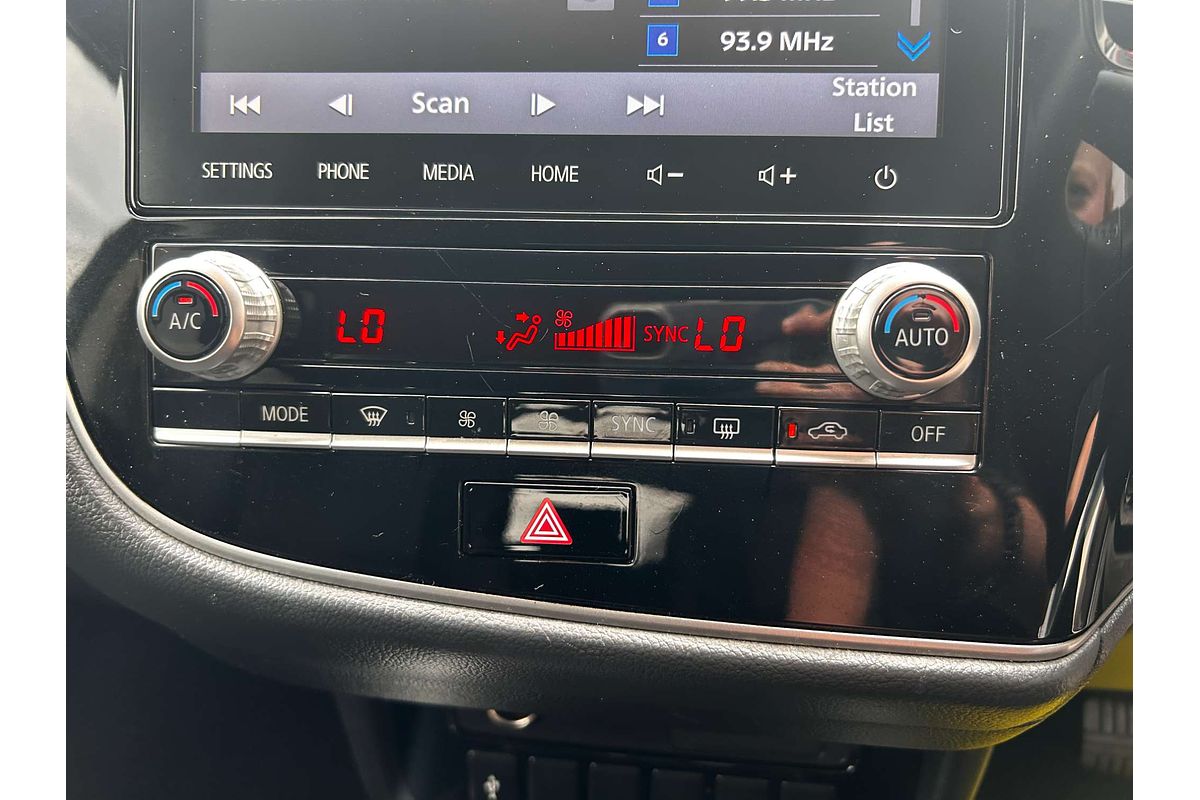 6 93.9 MHz
Scan
Station
List
SETTINGS PHONE MEDIA HOME
A/C LO SYNC LO AUTO
MODE SYNC OFF